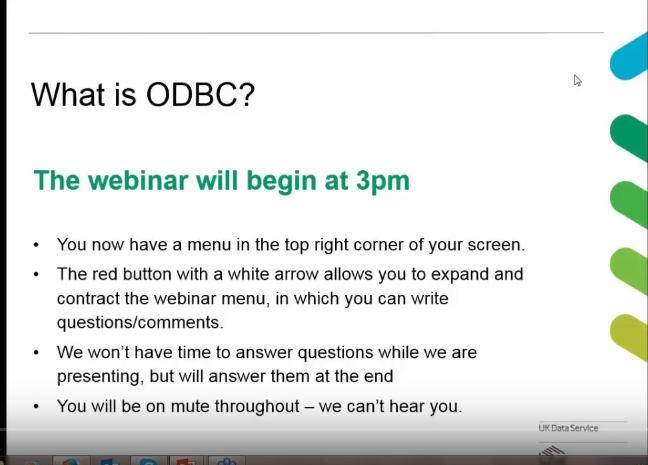 What is ODBC?
The webinar will begin at 3pm
• You now have a menu in the top right corner of your screen.
• The red button with a white arrow allows you to expand and
contract the webinar menu, in which you can write
questions/comments.
• We won't have time to answer questions while we are
presenting, but will answer them at the end
• You will be on mute throughout – we can't hear you.
UK Data Service